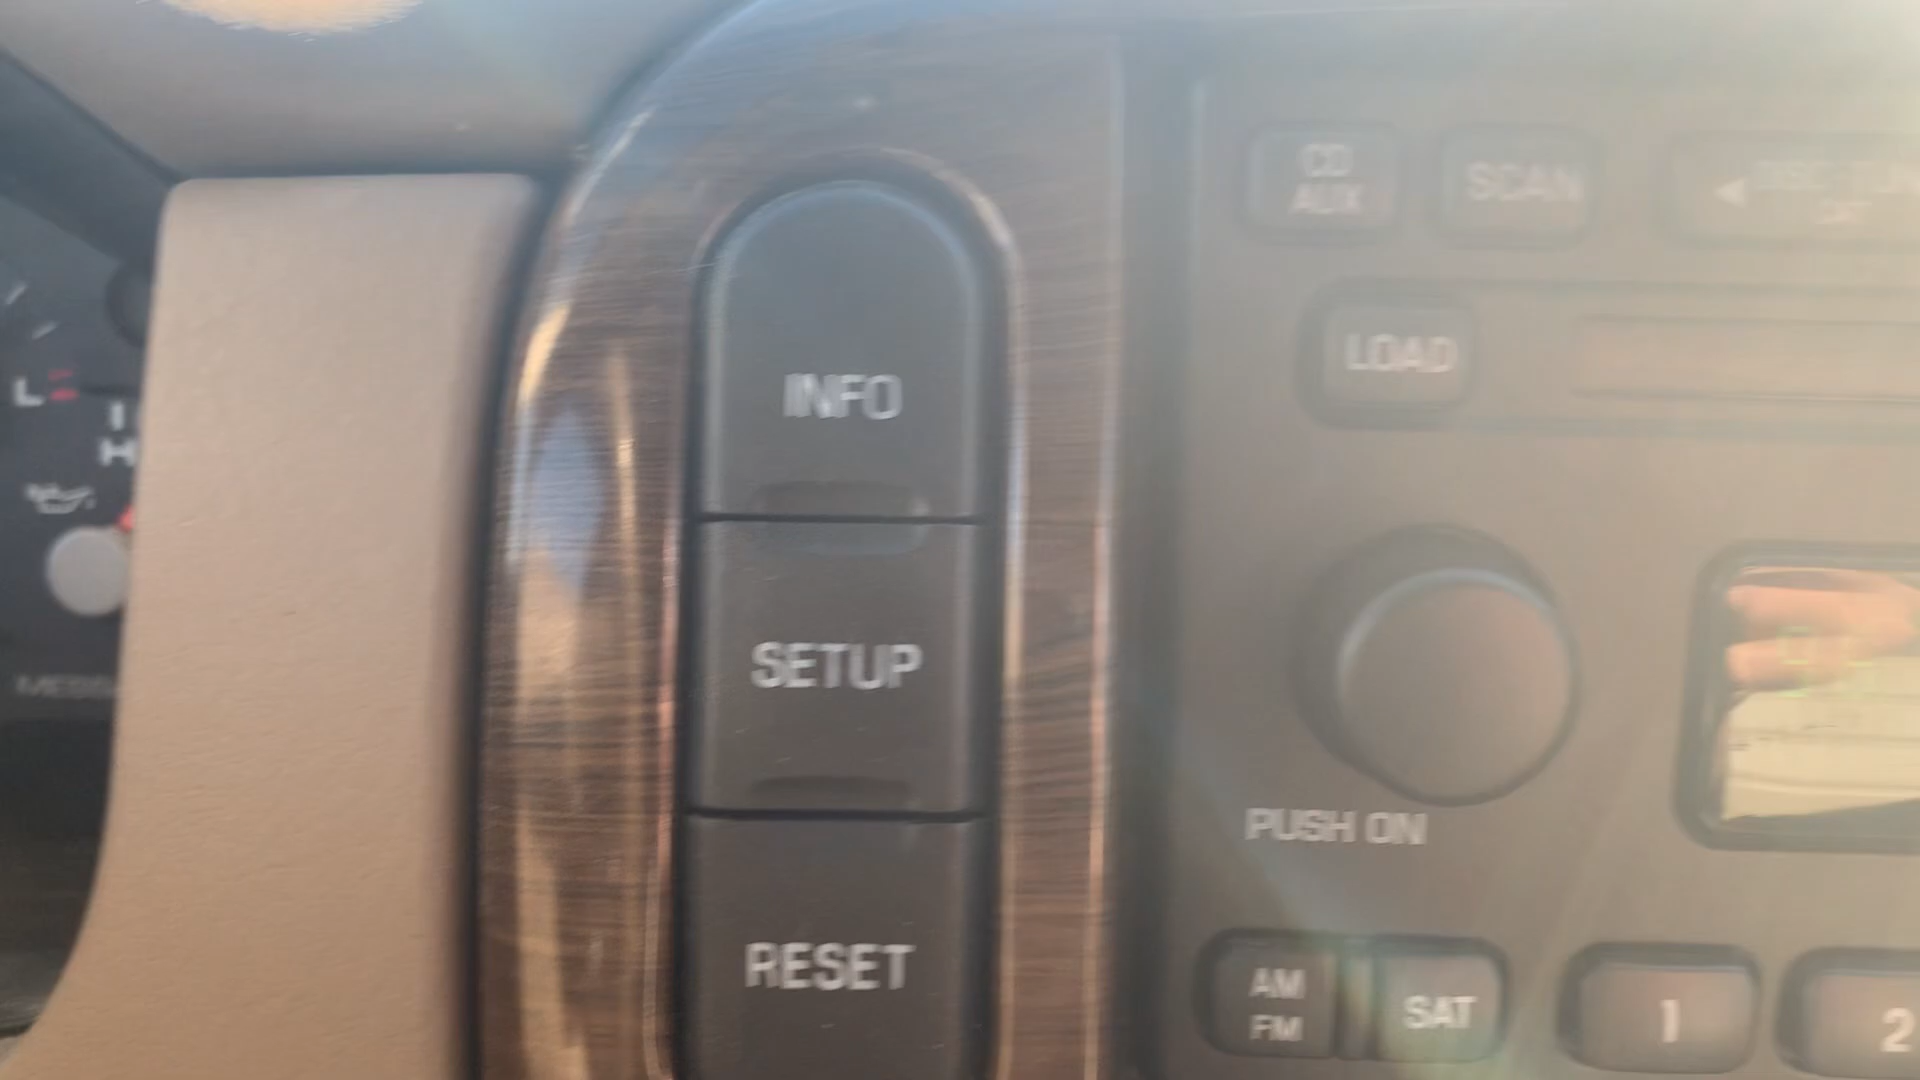 L
H
INFO
SETUP
RESET
CD
AUX
SCAN
LOAD
PUSH ON
AM
FM
SAT
1
2